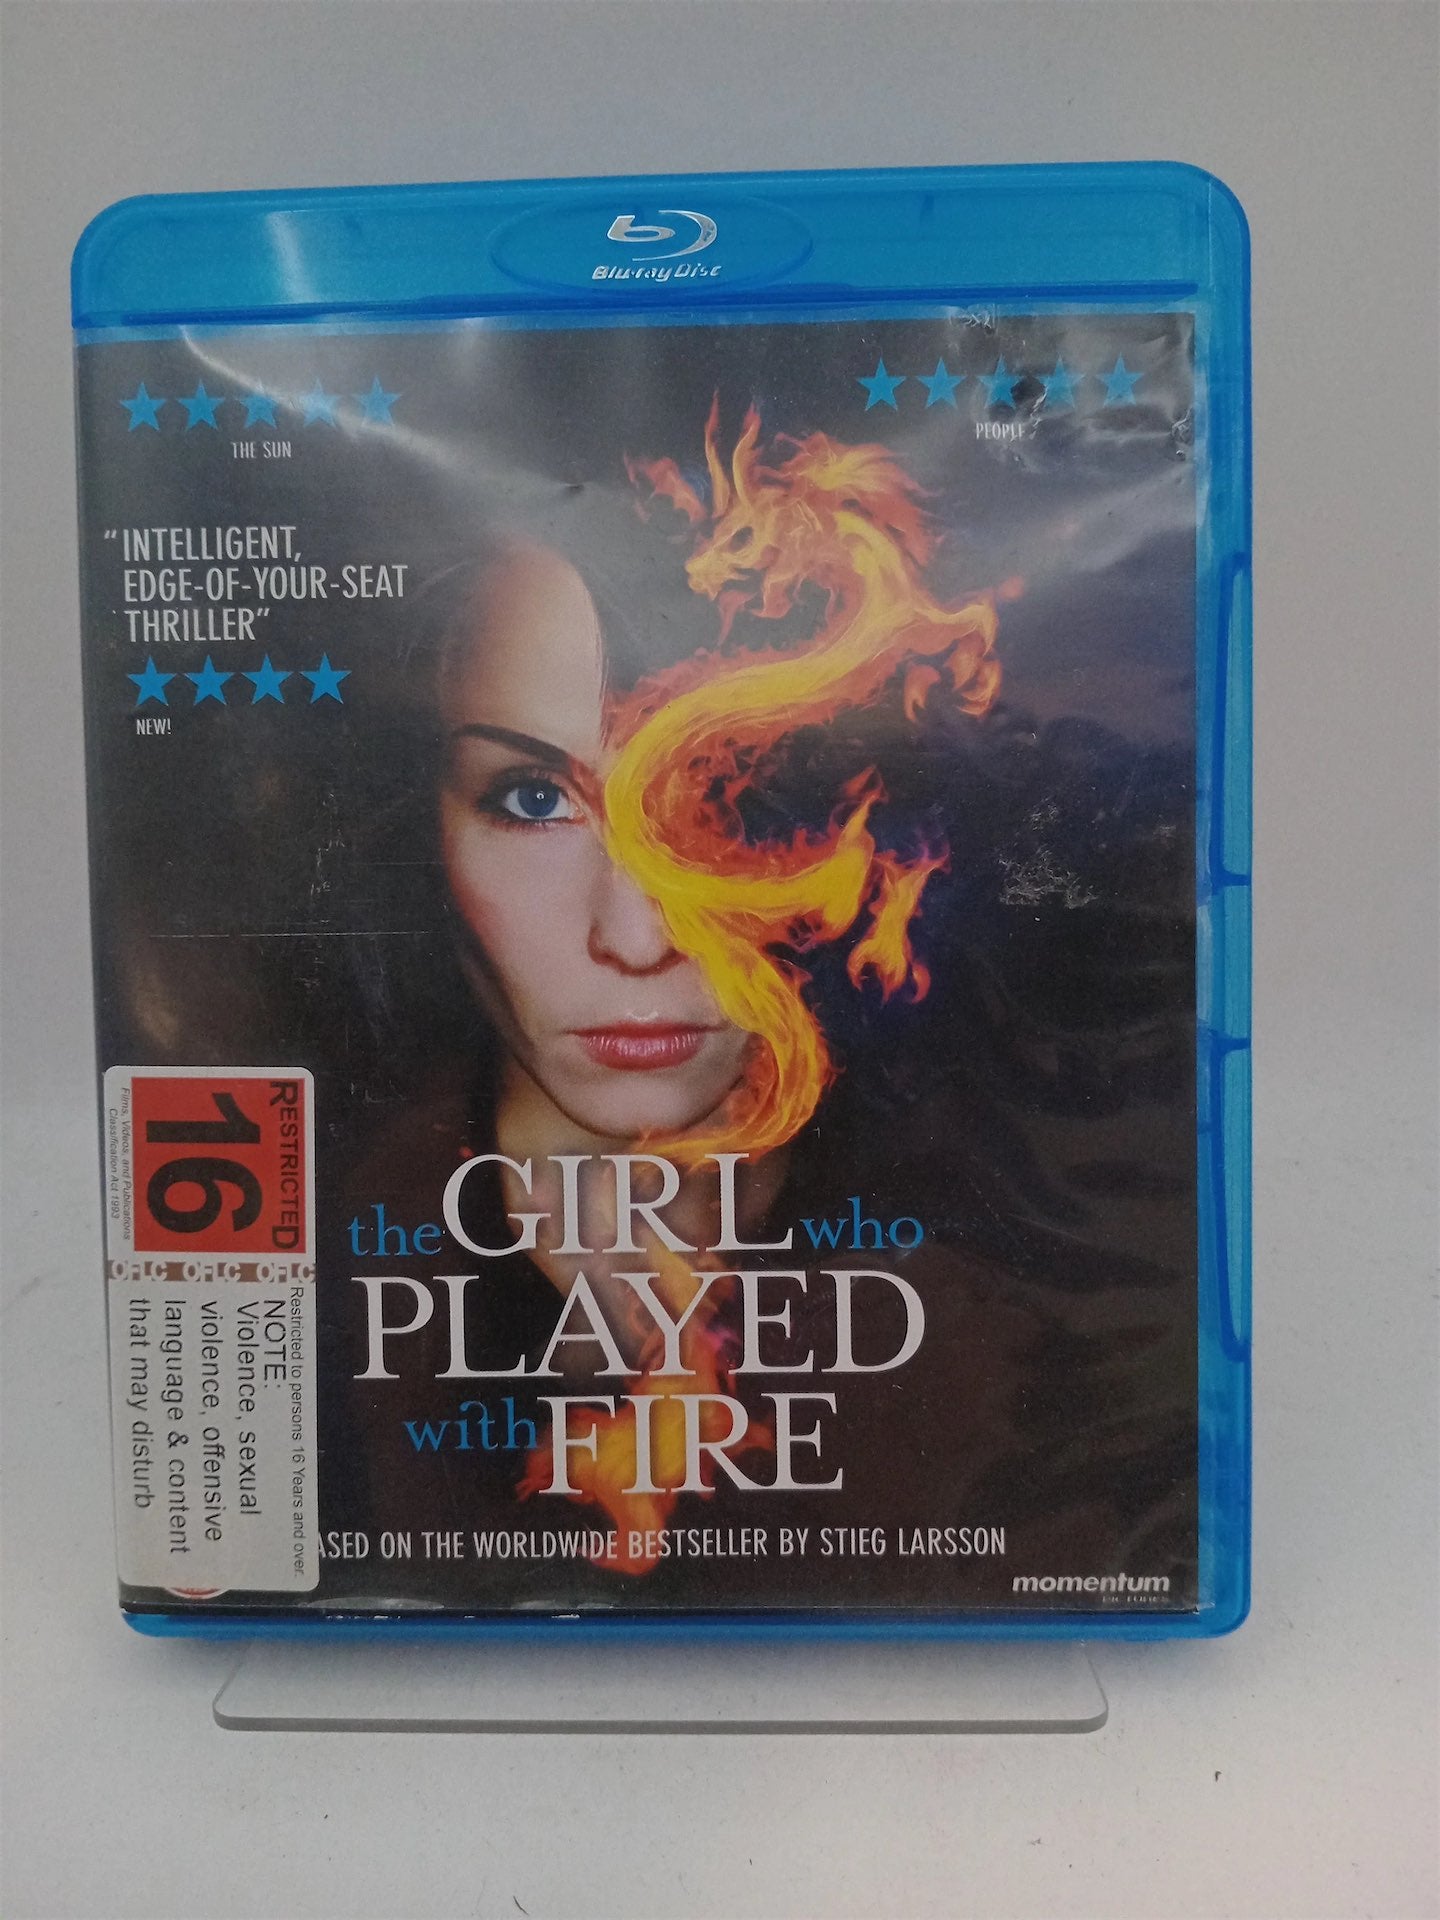 Blu-ray Disc
THE SUN
PEOPLE
"INTELLIGENT,
EDGE-OF-YOUR-SEAT
THRILLER"
NEW!
the GIRL who
PLAYED
with FIRE
ASED ON THE WORLDWIDE BESTSELLER BY STIEG LARSSON
momentum
PICTURES
RESTRICTED
16
Films, Videos, and Publications
Classification Act 1993
OFLC OFLC OFLC
Restricted to persons 16 Years and over.
NOTE:
Violence, sexual
violence, offensive
language & content
that may disturb